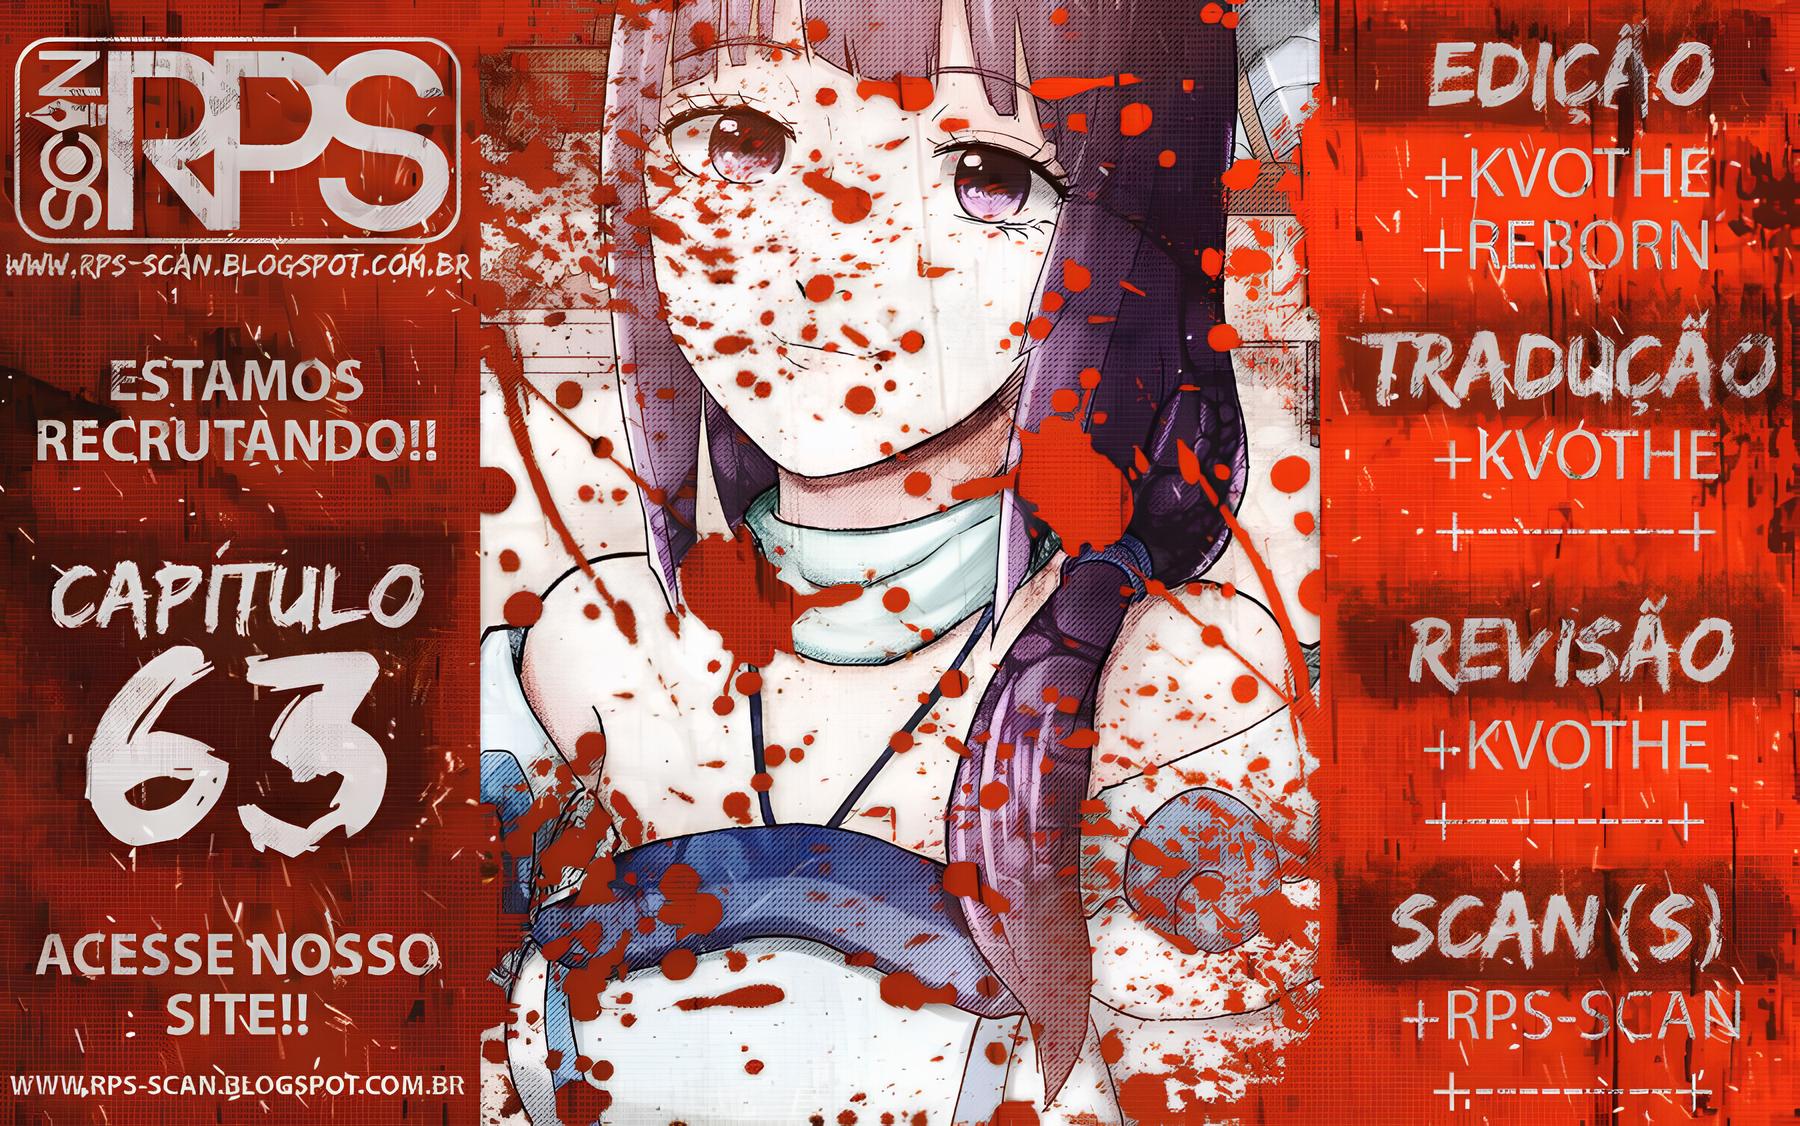 SCAN
RPS
WWW.RPS-SCAN.BLOGSPOT.COM.BR
ESTAMOS
RECRUTANDO!!
CAPÍTULO
63
ACESSE NOSSO
SITE!!
WWW.RPS-SCAN.BLOGSPOT.COM.BR
EDIÇÃO
+KVOTHE
+REBORN
TRADUÇÃO
+KVOTHE
+--------+
REVISÃO
+KVOTHE
+--------+
SCAN(S)
+RPS-SCAN
+--------+